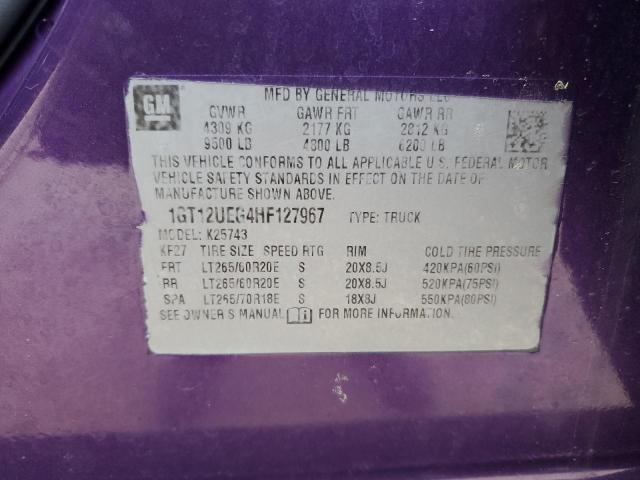 GM
MFD BY GENERAL MOTORS LLC
GVWR GAWR FRT GAWR RR
4309 KG 2177 KG 2812 KG
9500 LB 4800 LB 6200 LB
THIS VEHICLE CONFORMS TO ALL APPLICABLE U.S. FEDERAL MOTOR
VEHICLE SAFETY STANDARDS IN EFFECT ON THE DATE OF
MANUFACTURE SHOWN ABOVE.
1GT12UEG4HF127967 TYPE: TRUCK
MODEL: K25743
KF27 TIRE SIZE SPEED RTG RIM COLD TIRE PRESSURE
FRT LT265/60R20E S 20X8.5J 420KPA(60PSI)
RR LT265/60R20E S 20X8.5J 520KPA(75PSI)
SPA LT265/70R18E S 18X8J 550KPA(80PSI)
SEE OWNER'S MANUAL FOR MORE INFORMATION.